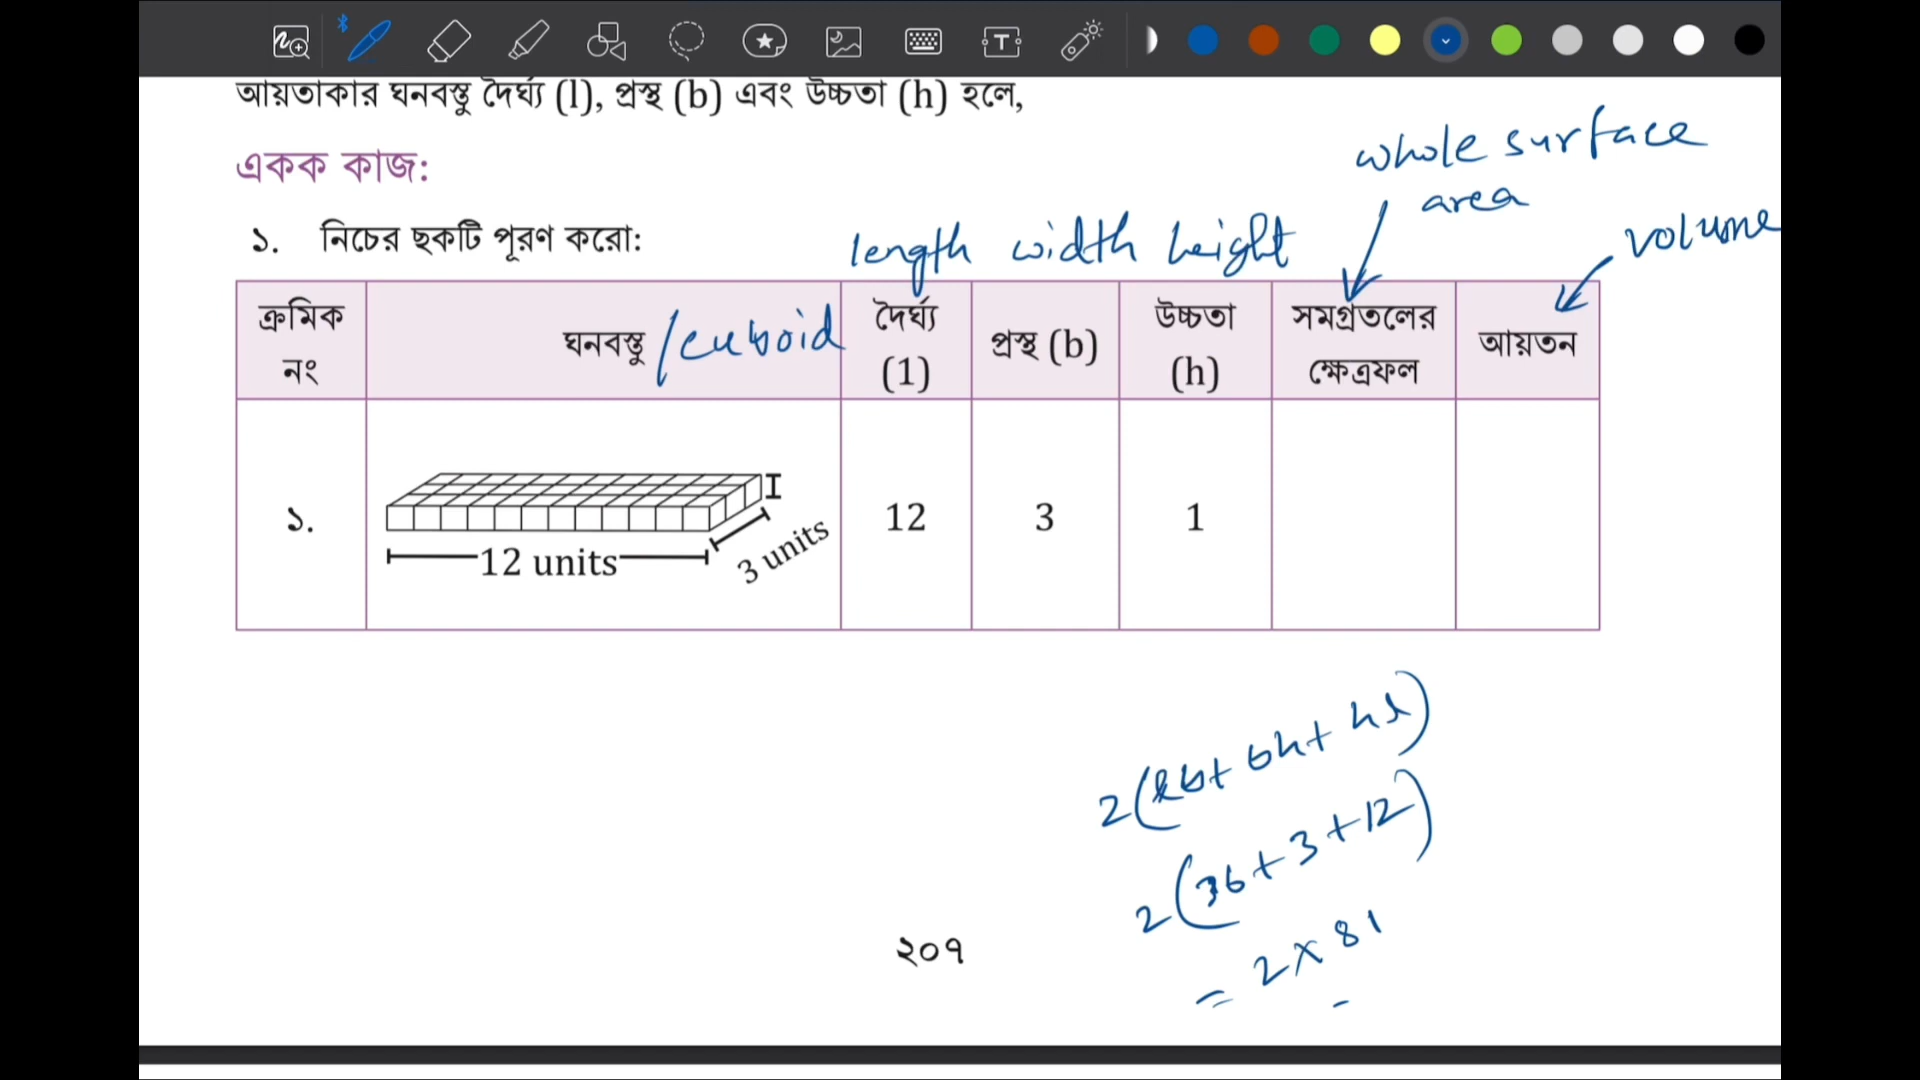 আয়তাকার ঘনবস্তু দৈর্ঘ্য (l), প্রস্থ (b) এবং উচ্চতা (h) হলে,
একক কাজ:
whole surface
area
১. নিচের ছকটি পূরণ করো:
length width height
volume
ক্রমিক নং
ঘনবস্তু /cuboid
দৈর্ঘ্য (1)
প্রস্থ (b)
উচ্চতা (h)
সমগ্রতলের ক্ষেত্রফল
আয়তন
১.
12 units
3 units
12
3
1
2(lb+bh+hl)
2(36+3+12)
= 2×81
২০৭